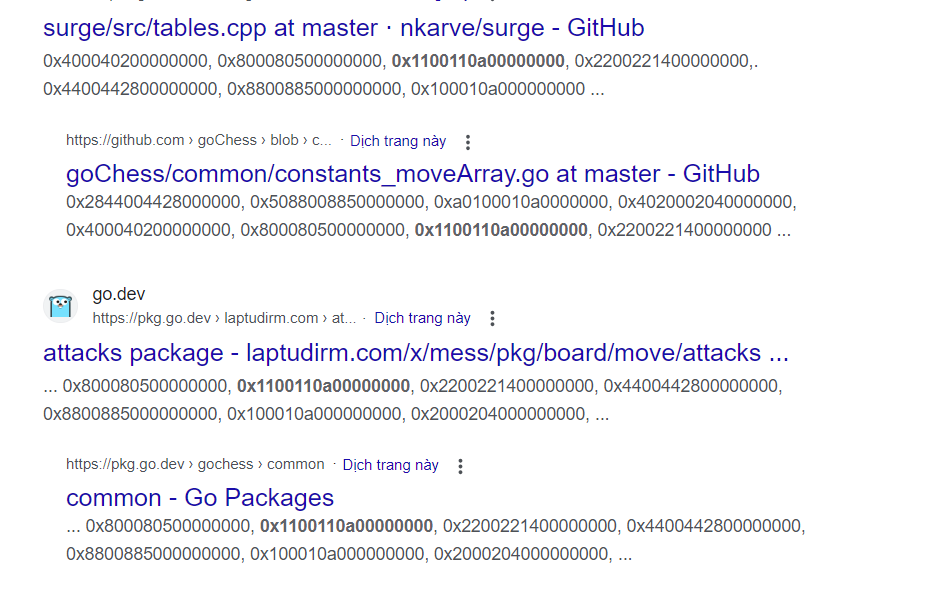 surge/src/tables.cpp at master · nkarve/surge - GitHub
0x400040200000000, 0x800080500000000, 0x1100110a00000000, 0x2200221400000000,.
0x4400442800000000, 0x8800885000000000, 0x100010a000000000 ...
https://github.com › goChess › blob › c... · Dịch trang này
goChess/common/constants_moveArray.go at master - GitHub
0x2844004428000000, 0x5088008850000000, 0xa0100010a0000000, 0x4020002040000000,
0x400040200000000, 0x800080500000000, 0x1100110a00000000, 0x2200221400000000 ...
go.dev
https://pkg.go.dev › laptudirm.com › at... · Dịch trang này
attacks package - laptudirm.com/x/mess/pkg/board/move/attacks ...
... 0x800080500000000, 0x1100110a00000000, 0x2200221400000000, 0x4400442800000000,
0x8800885000000000, 0x100010a000000000, 0x2000204000000000, ...
https://pkg.go.dev › gochess › common · Dịch trang này
common - Go Packages
... 0x800080500000000, 0x1100110a00000000, 0x2200221400000000, 0x4400442800000000,
0x8800885000000000, 0x100010a000000000, 0x2000204000000000, ...